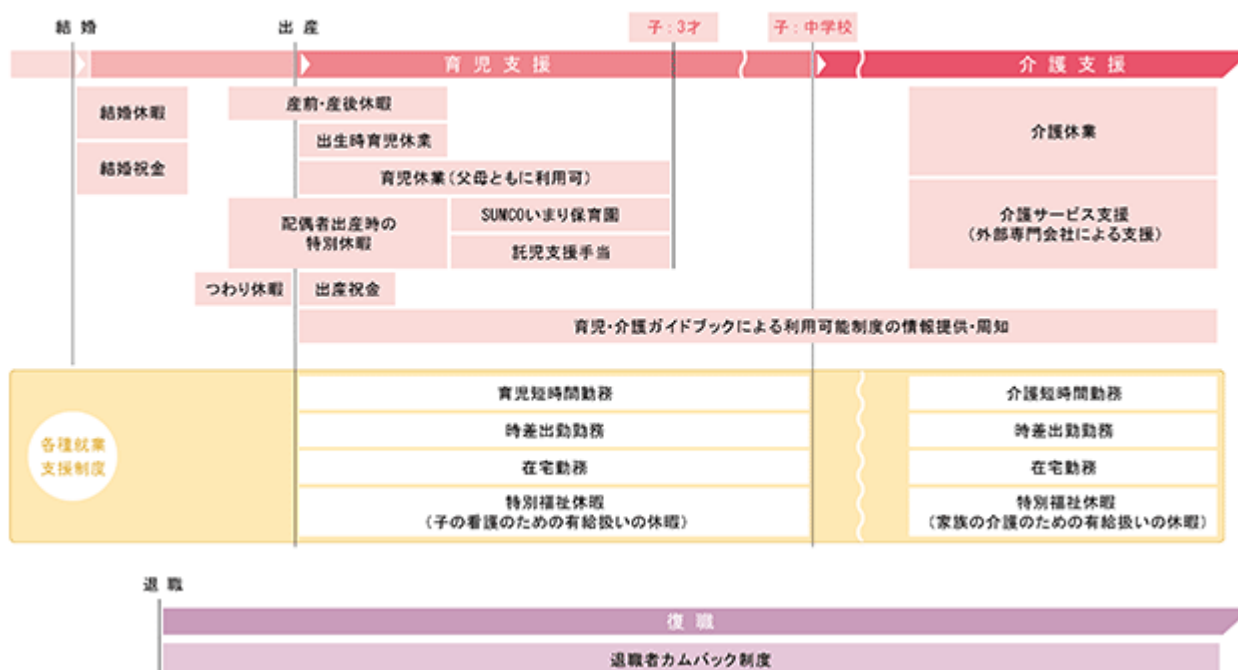 結婚
出産
子：3才
子：中学校
育児支援
介護支援
結婚休暇
結婚祝金
産前・産後休暇
出生時育児休業
育児休業(父母ともに利用可)
配偶者出産時の
特別休暇
SUMCOいまり保育園
託児支援手当
つわり休暇
出産祝金
介護休業
介護サービス支援
(外部専門会社による支援)
育児・介護ガイドブックによる利用可能制度の情報提供・周知
各種就業
支援制度
育児短時間勤務
時差出勤勤務
在宅勤務
特別福祉休暇
(子の看護のための有給扱いの休暇)
介護短時間勤務
時差出勤勤務
在宅勤務
特別福祉休暇
(家族の介護のための有給扱いの休暇)
退職
復職
退職者カムバック制度